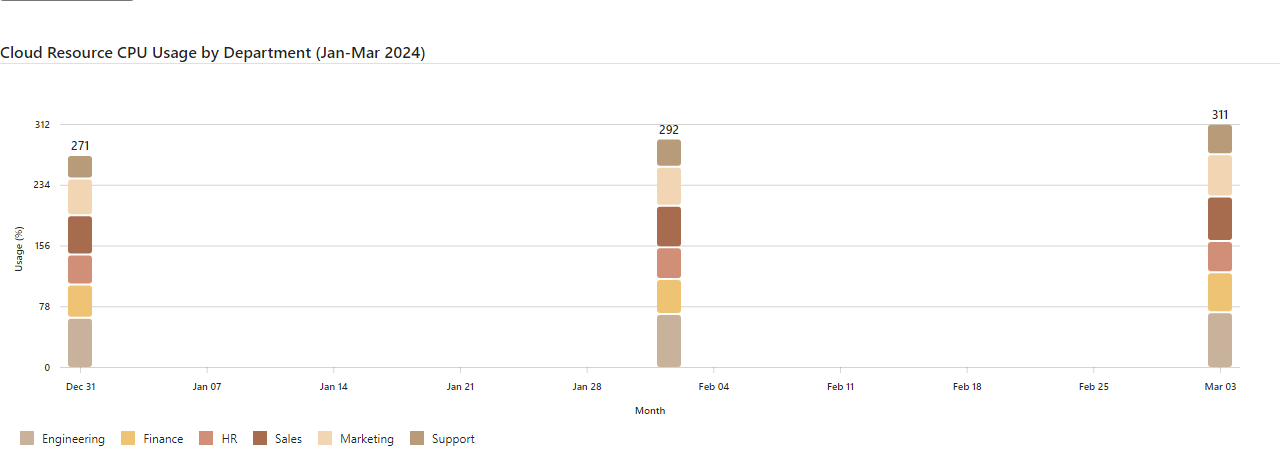 Cloud Resource CPU Usage by Department (Jan-Mar 2024)
312
234
156
78
0
Usage (%)
271
292
311
Dec 31 Jan 07 Jan 14 Jan 21 Jan 28 Feb 04 Feb 11 Feb 18 Feb 25 Mar 03
Month
Engineering Finance HR Sales Marketing Support